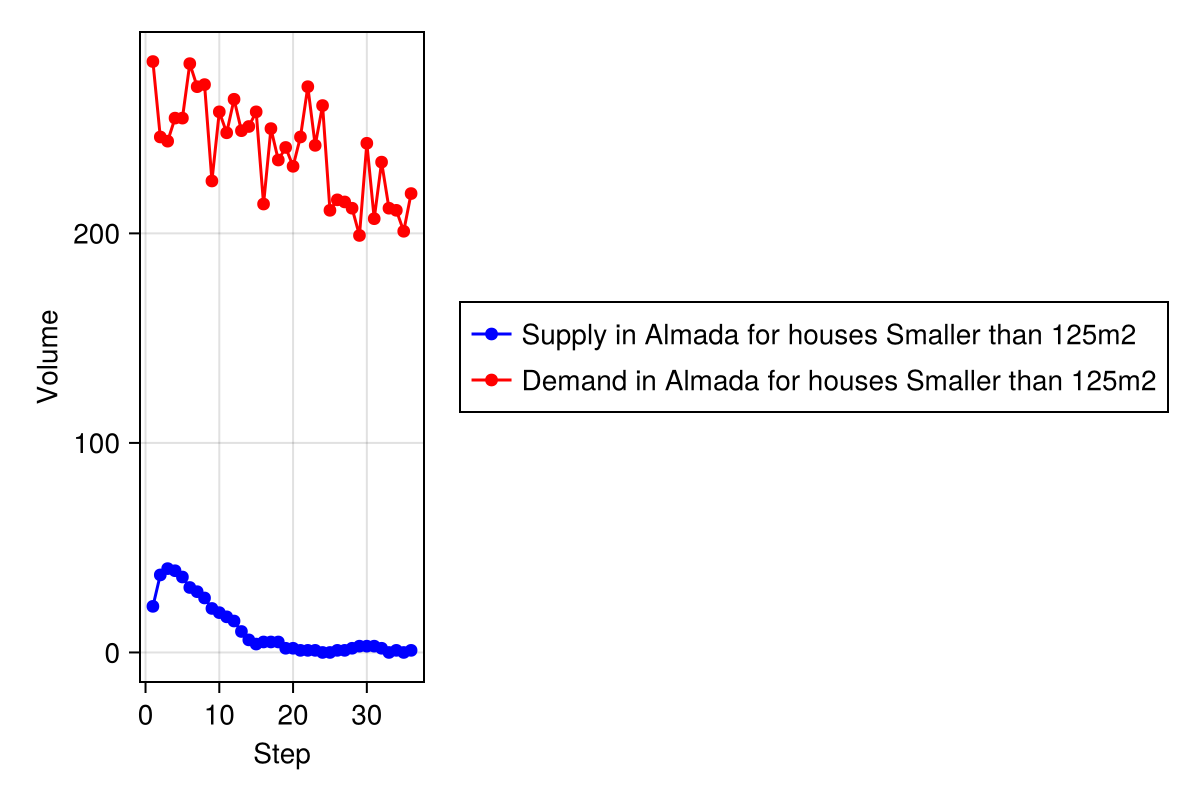 Volume
200
100
0
0 10 20 30
Step
Supply in Almada for houses Smaller than 125m2
Demand in Almada for houses Smaller than 125m2